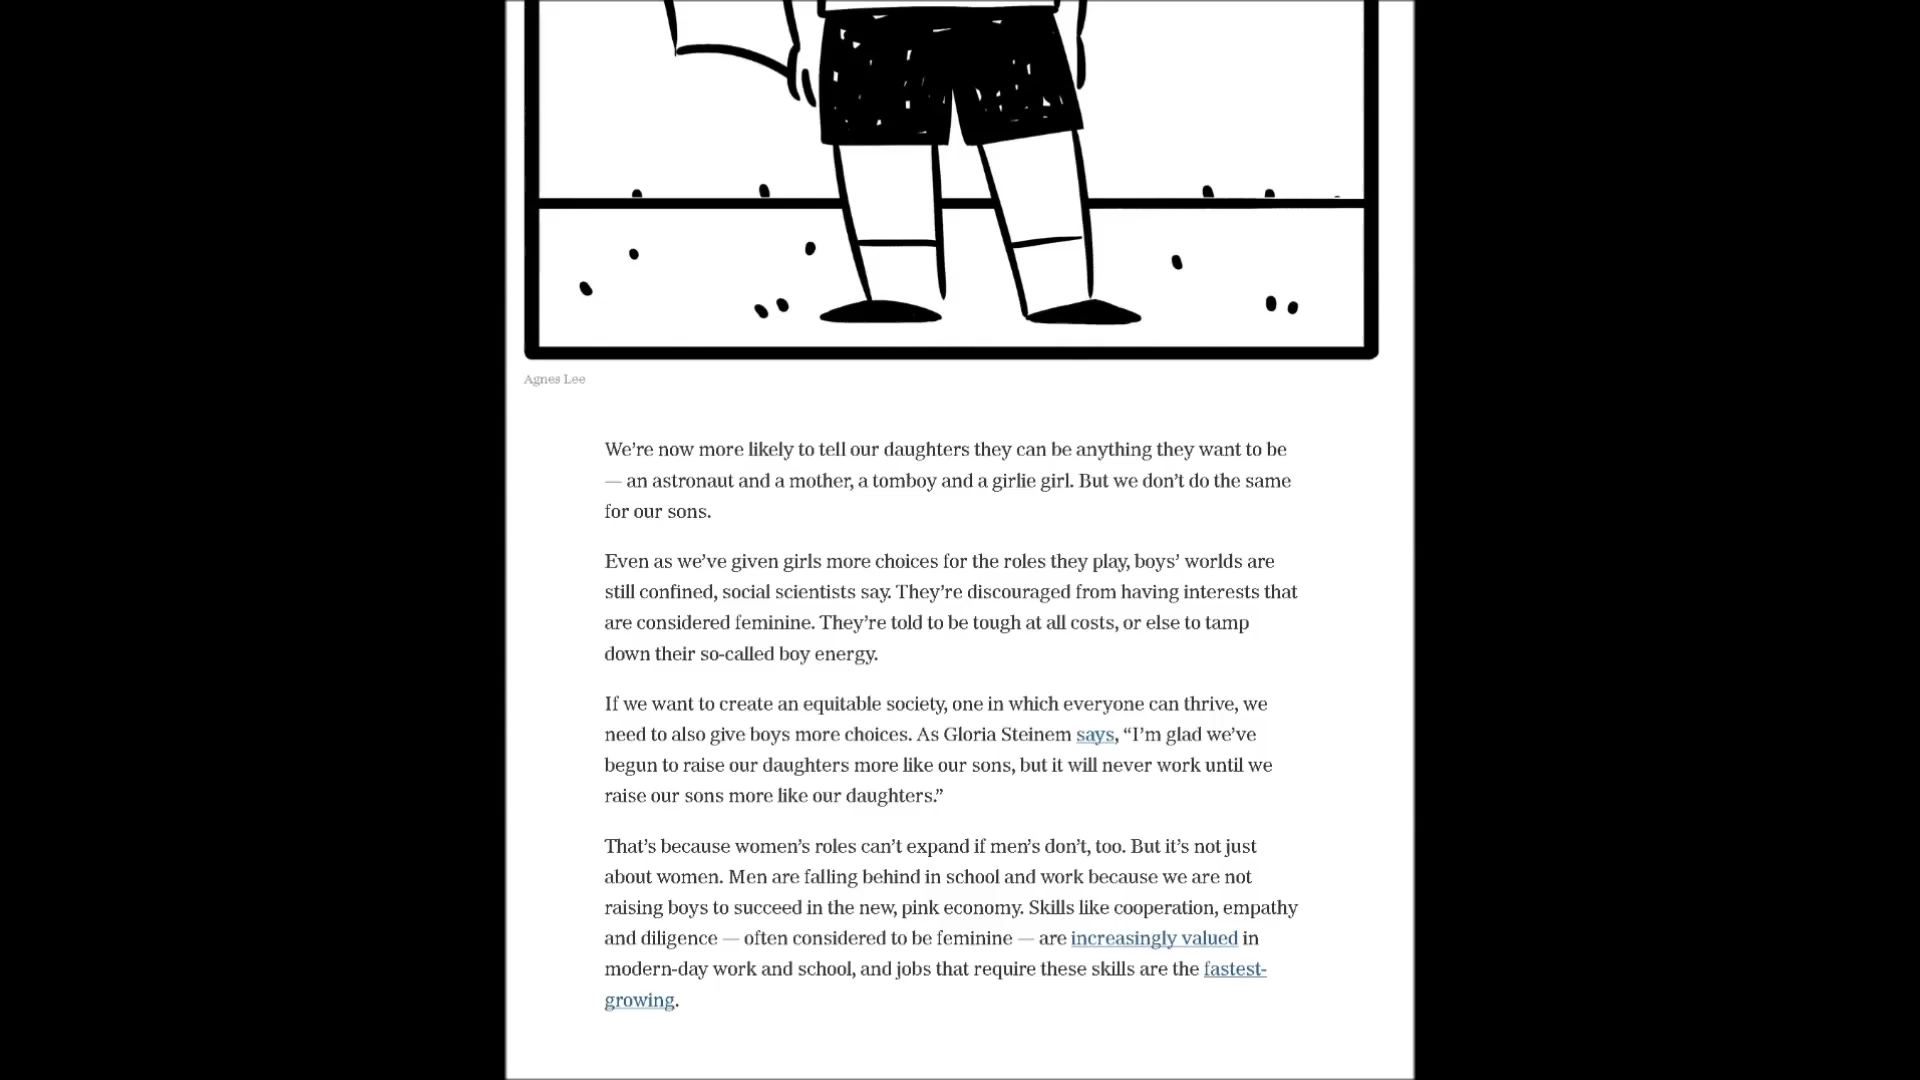 Agnes Lee
We’re now more likely to tell our daughters they can be anything they want to be
— an astronaut and a mother, a tomboy and a girlie girl. But we don’t do the same
for our sons.
Even as we’ve given girls more choices for the roles they play, boys’ worlds are
still confined, social scientists say. They’re discouraged from having interests that
are considered feminine. They’re told to be tough at all costs, or else to tamp
down their so-called boy energy.
If we want to create an equitable society, one in which everyone can thrive, we
need to also give boys more choices. As Gloria Steinem says, “I’m glad we’ve
begun to raise our daughters more like our sons, but it will never work until we
raise our sons more like our daughters.”
That’s because women’s roles can’t expand if men’s don’t, too. But it’s not just
about women. Men are falling behind in school and work because we are not
raising boys to succeed in the new, pink economy. Skills like cooperation, empathy
and diligence — often considered to be feminine — are increasingly valued in
modern-day work and school, and jobs that require these skills are the fastest-
growing.